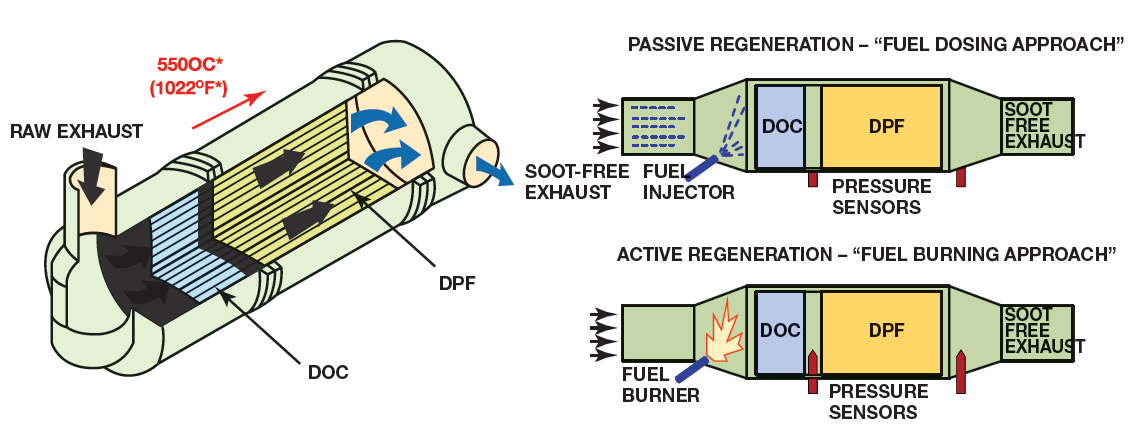 550OC*
(1022OF*)
RAW EXHAUST
SOOT-FREE
EXHAUST
DPF
DOC
PASSIVE REGENERATION – “FUEL DOSING APPROACH”
DOC
DPF
SOOT
FREE
EXHAUST
FUEL
INJECTOR
PRESSURE
SENSORS
ACTIVE REGENERATION – “FUEL BURNING APPROACH”
DOC
DPF
SOOT
FREE
EXHAUST
FUEL
BURNER
PRESSURE
SENSORS